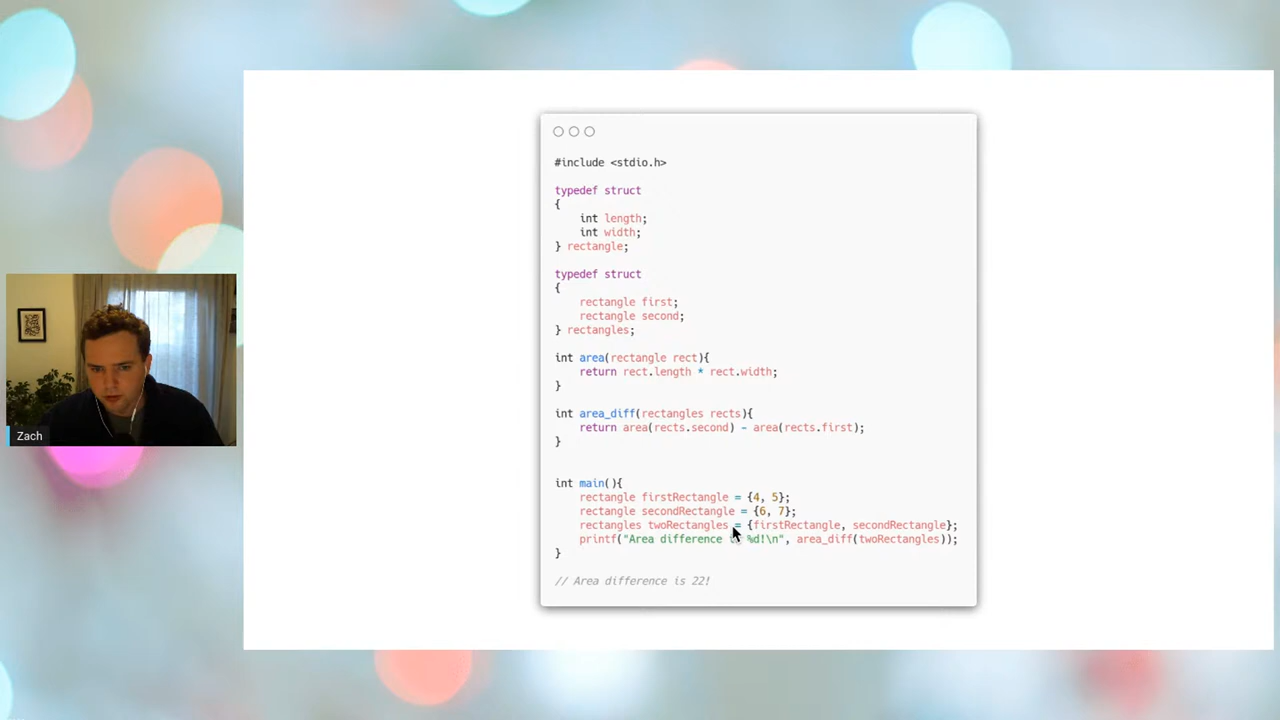 #include <stdio.h>
typedef struct
{
    int length;
    int width;
} rectangle;
typedef struct
{
    rectangle first;
    rectangle second;
} rectangles;
int area(rectangle rect){
    return rect.length * rect.width;
}
int area_diff(rectangles rects){
    return area(rects.second) - area(rects.first);
}
int main(){
    rectangle firstRectangle = {4, 5};
    rectangle secondRectangle = {6, 7};
    rectangles twoRectangles = {firstRectangle, secondRectangle};
    printf("Area difference is %d!\n", area_diff(twoRectangles));
}
// Area difference is 22!
Zach